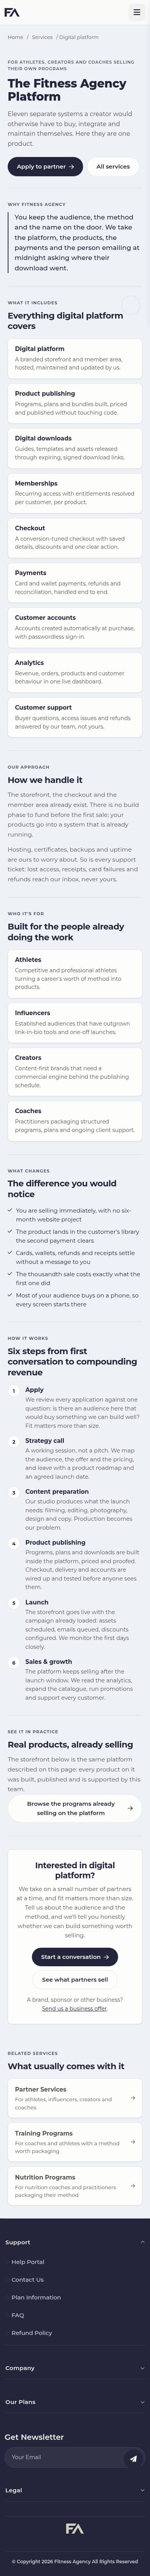 FA
Home / Services / Digital platform
FOR ATHLETES, CREATORS AND COACHES SELLING
THEIR OWN PROGRAMS
The Fitness Agency
Platform
Eleven separate systems a creator would
otherwise have to buy, integrate and
maintain themselves. Here they are one
product.
Apply to partner →
All services
WHY FITNESS AGENCY
You keep the audience, the method
and the name on the door. We take
the platform, the products, the
payments and the person emailing at
midnight asking where their
download went.
WHAT IT INCLUDES
Everything digital platform
covers
Digital platform
A branded storefront and member area,
hosted, maintained and updated by us.
Product publishing
Programs, plans and bundles built, priced
and published without touching code.
Digital downloads
Guides, templates and assets released
through expiring, signed download links.
Memberships
Recurring access with entitlements resolved
per customer, per product.
Checkout
A conversion-tuned checkout with saved
details, discounts and one clear action.
Payments
Card and wallet payments, refunds and
reconciliation, handled end to end.
Customer accounts
Accounts created automatically at purchase,
with passwordless sign-in.
Analytics
Revenue, orders, products and customer
behaviour in one live dashboard.
Customer support
Buyer questions, access issues and refunds
answered by our team, not yours.
OUR APPROACH
How we handle it
The storefront, the checkout and the
member area already exist. There is no build
phase to fund before the first sale; your
products go into a system that is already
running.
Hosting, certificates, backups and uptime
are ours to worry about. So is every support
ticket: lost access, receipts, card failures and
refunds reach our inbox, never yours.
WHO IT'S FOR
Built for the people already
doing the work
Athletes
Competitive and professional athletes
turning a career's worth of method into
products.
Influencers
Established audiences that have outgrown
link-in-bio tools and one-off launches.
Creators
Content-first brands that need a
commercial engine behind the publishing
schedule.
Coaches
Practitioners packaging structured
programs, plans and ongoing client support.
WHAT CHANGES
The difference you would
notice
You are selling immediately, with no six-
month website project
The product lands in the customer's library
the second payment clears
Cards, wallets, refunds and receipts settle
without a message to you
The thousandth sale costs exactly what the
first one did
Most of your audience buys on a phone, so
every screen starts there
HOW IT WORKS
Six steps from first
conversation to compounding
revenue
1 Apply
We review every application against one
question: is there an audience here that
would buy something we can build well?
Fit matters more than size.
2 Strategy call
A working session, not a pitch. We map
the audience, the offer and the pricing,
and leave with a product roadmap and
an agreed launch date.
3 Content preparation
Our studio produces what the launch
needs: filming, editing, photography,
design and copy. Production becomes
our problem.
4 Product publishing
Programs, plans and downloads are built
inside the platform, priced and proofed.
Checkout, delivery and accounts are
wired up and tested before anyone sees
them.
5 Launch
The storefront goes live with the
campaign already loaded: assets
scheduled, emails queued, discounts
configured. We monitor the first days
closely.
6 Sales & growth
The platform keeps selling after the
launch window. We read the analytics,
expand the catalogue, run promotions
and support every customer.
SEE IT IN PRACTICE
Real products, already selling
The storefront below is the same platform
described on this page: every product on it
was built, published and is supported by this
team.
Browse the programs already
selling on the platform →
Interested in digital
platform?
We take on a small number of partners
at a time, and fit matters more than size.
Tell us about the audience and the
method, and we'll tell you honestly
whether we can build something worth
selling.
Start a conversation →
See what partners sell
A brand, sponsor or other business?
Send us a business offer.
RELATED SERVICES
What usually comes with it
Partner Services
For athletes, influencers, creators and
coaches
→
Training Programs
For coaches and athletes with a method
worth packaging
→
Nutrition Programs
For nutrition coaches and practitioners
packaging their method
→
Support
Help Portal
Contact Us
Plan Information
FAQ
Refund Policy
Company
Our Plans
Get Newsletter
Your Email
Legal
FA
© Copyright 2026 Fitness Agency All Rights Reserved